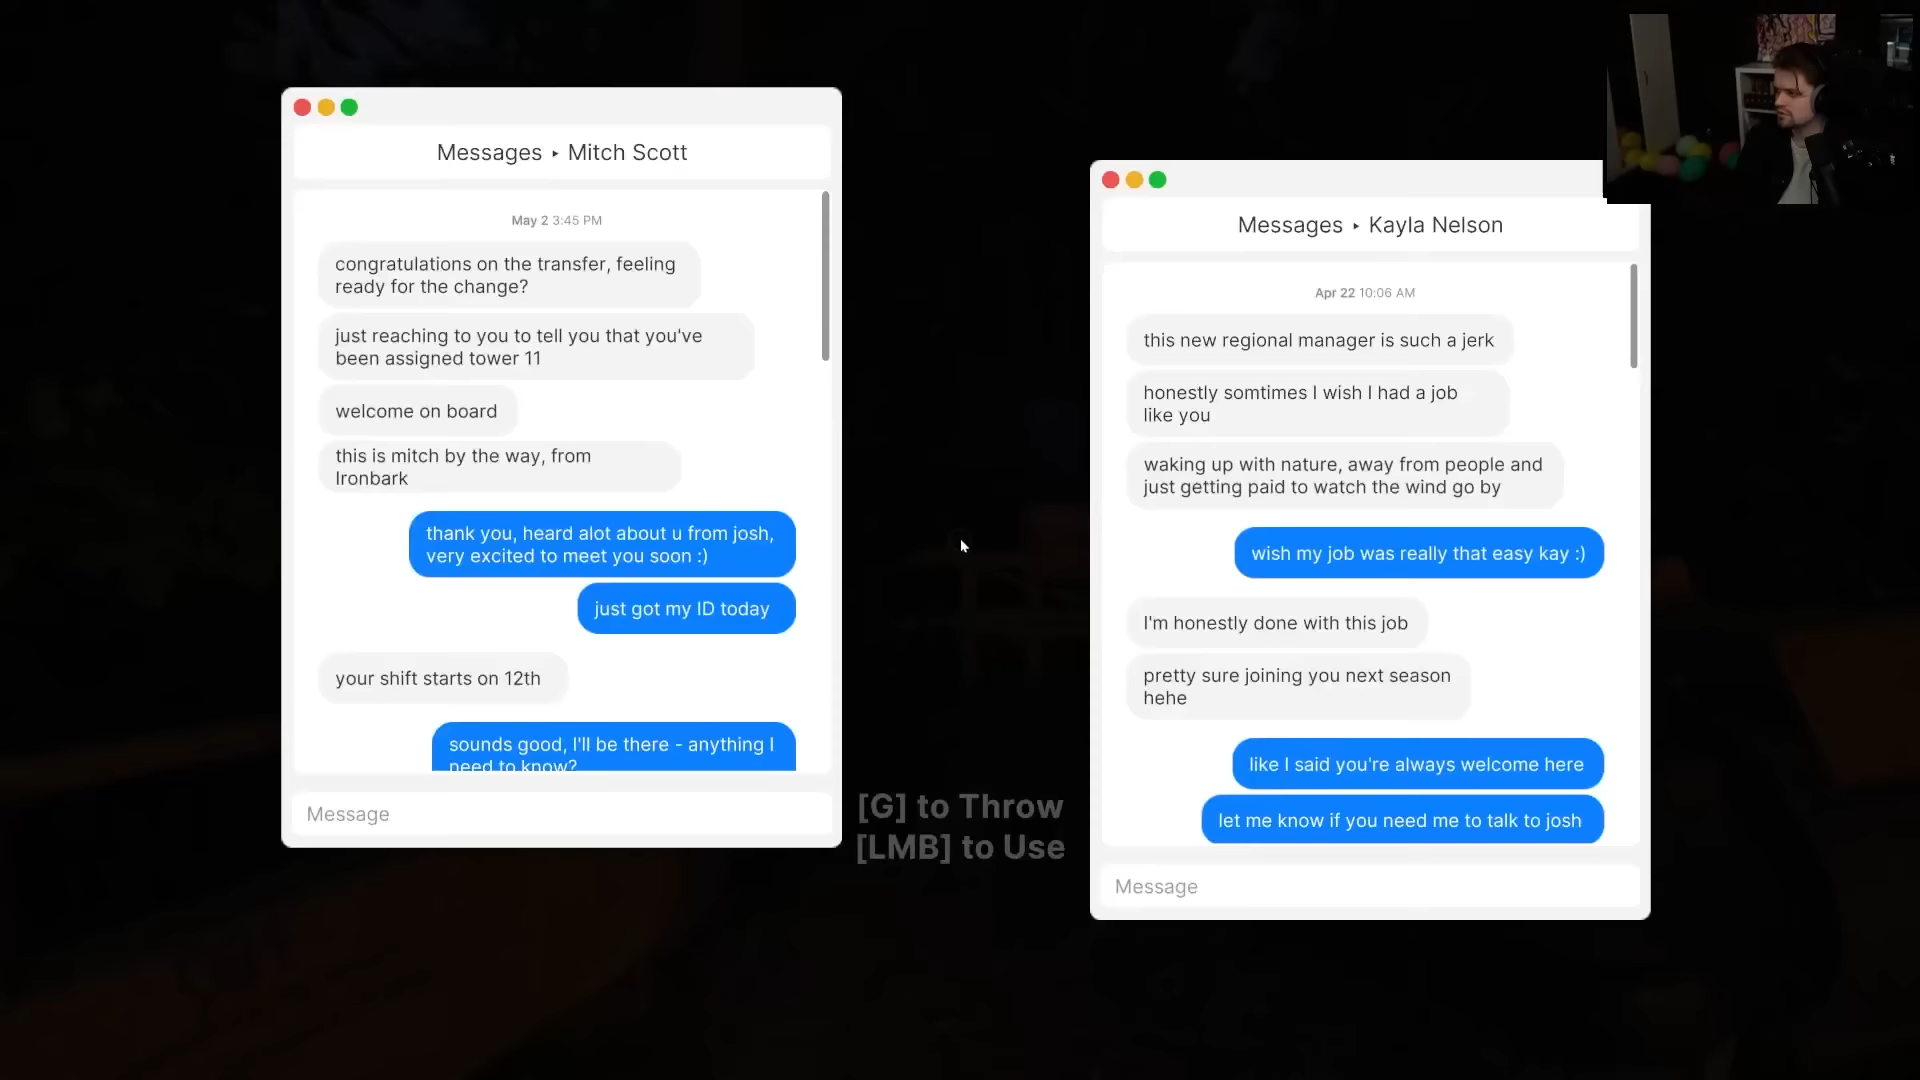 Messages ▸ Mitch Scott
May 2 3:45 PM
congratulations on the transfer, feeling
ready for the change?
just reaching to you to tell you that you've
been assigned tower 11
welcome on board
this is mitch by the way, from
Ironbark
thank you, heard alot about u from josh,
very excited to meet you soon :)
just got my ID today
your shift starts on 12th
sounds good, I'll be there - anything I
need to know?
Message
[G] to Throw
[LMB] to Use
Messages ▸ Kayla Nelson
Apr 22 10:06 AM
this new regional manager is such a jerk
honestly somtimes I wish I had a job
like you
waking up with nature, away from people and
just getting paid to watch the wind go by
wish my job was really that easy kay :)
I'm honestly done with this job
pretty sure joining you next season
hehe
like I said you're always welcome here
let me know if you need me to talk to josh
Message